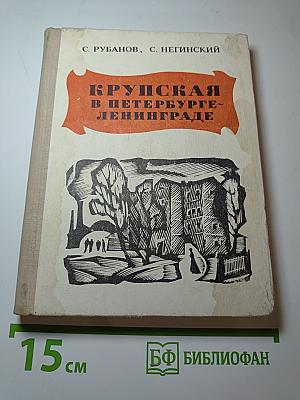 С. РУБАНОВ, С. НЕГИНСКИЙ
КРУПСКАЯ
В ПЕТЕРБУРГЕ~
ЛЕНИНГРАДЕ
15 см
БФ БИБЛИОФАН